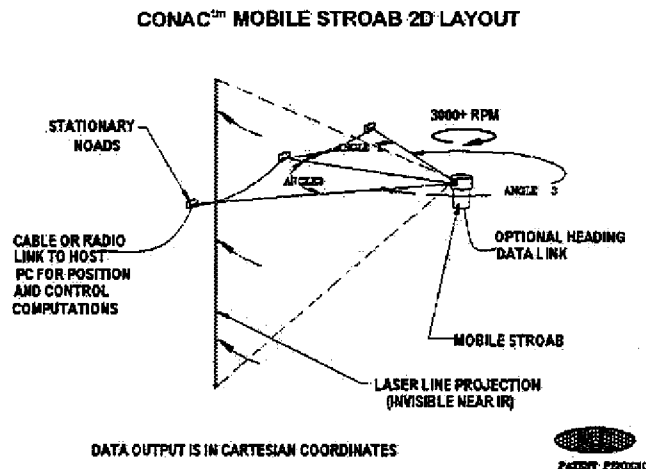 CONAC™ MOBILE STROAB 2D LAYOUT
3000+ RPM
STATIONARY
NOADS
ANGLE
ANGLE
ANGLE 3
CABLE OR RADIO
LINK TO HOST
PC FOR POSITION
AND CONTROL
COMPUTATIONS
OPTIONAL HEADING
DATA LINK
MOBILE STROAB
LASER LINE PROJECTION
(INVISIBLE NEAR IR)
DATA OUTPUT IS IN CARTESIAN COORDINATES
PATENT PENDING